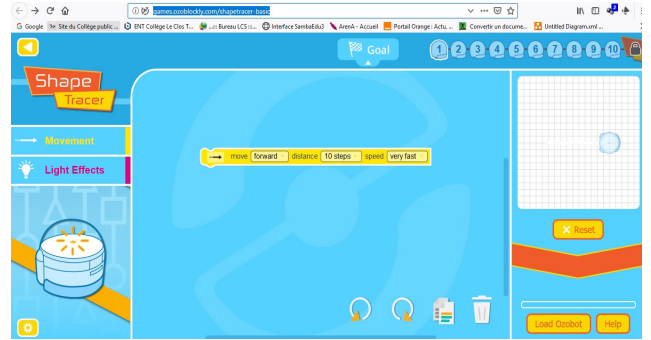 games.ozoblockly.com/shapetracer-basic
Google Site du Collège public ... ENT Collège Le Clos T... ..::: Bureau LCS ::... Interface SambaEdu3 ArenA - Accueil Portail Orange : Actu, ... Convertir un docume... Untitled Diagram.xml ...
Goal 1 2 3 4 5 6 7 8 9 10
Shape
Tracer
Movement
Light Effects
move forward distance 10 steps speed very fast
Reset
Load Ozobot Help